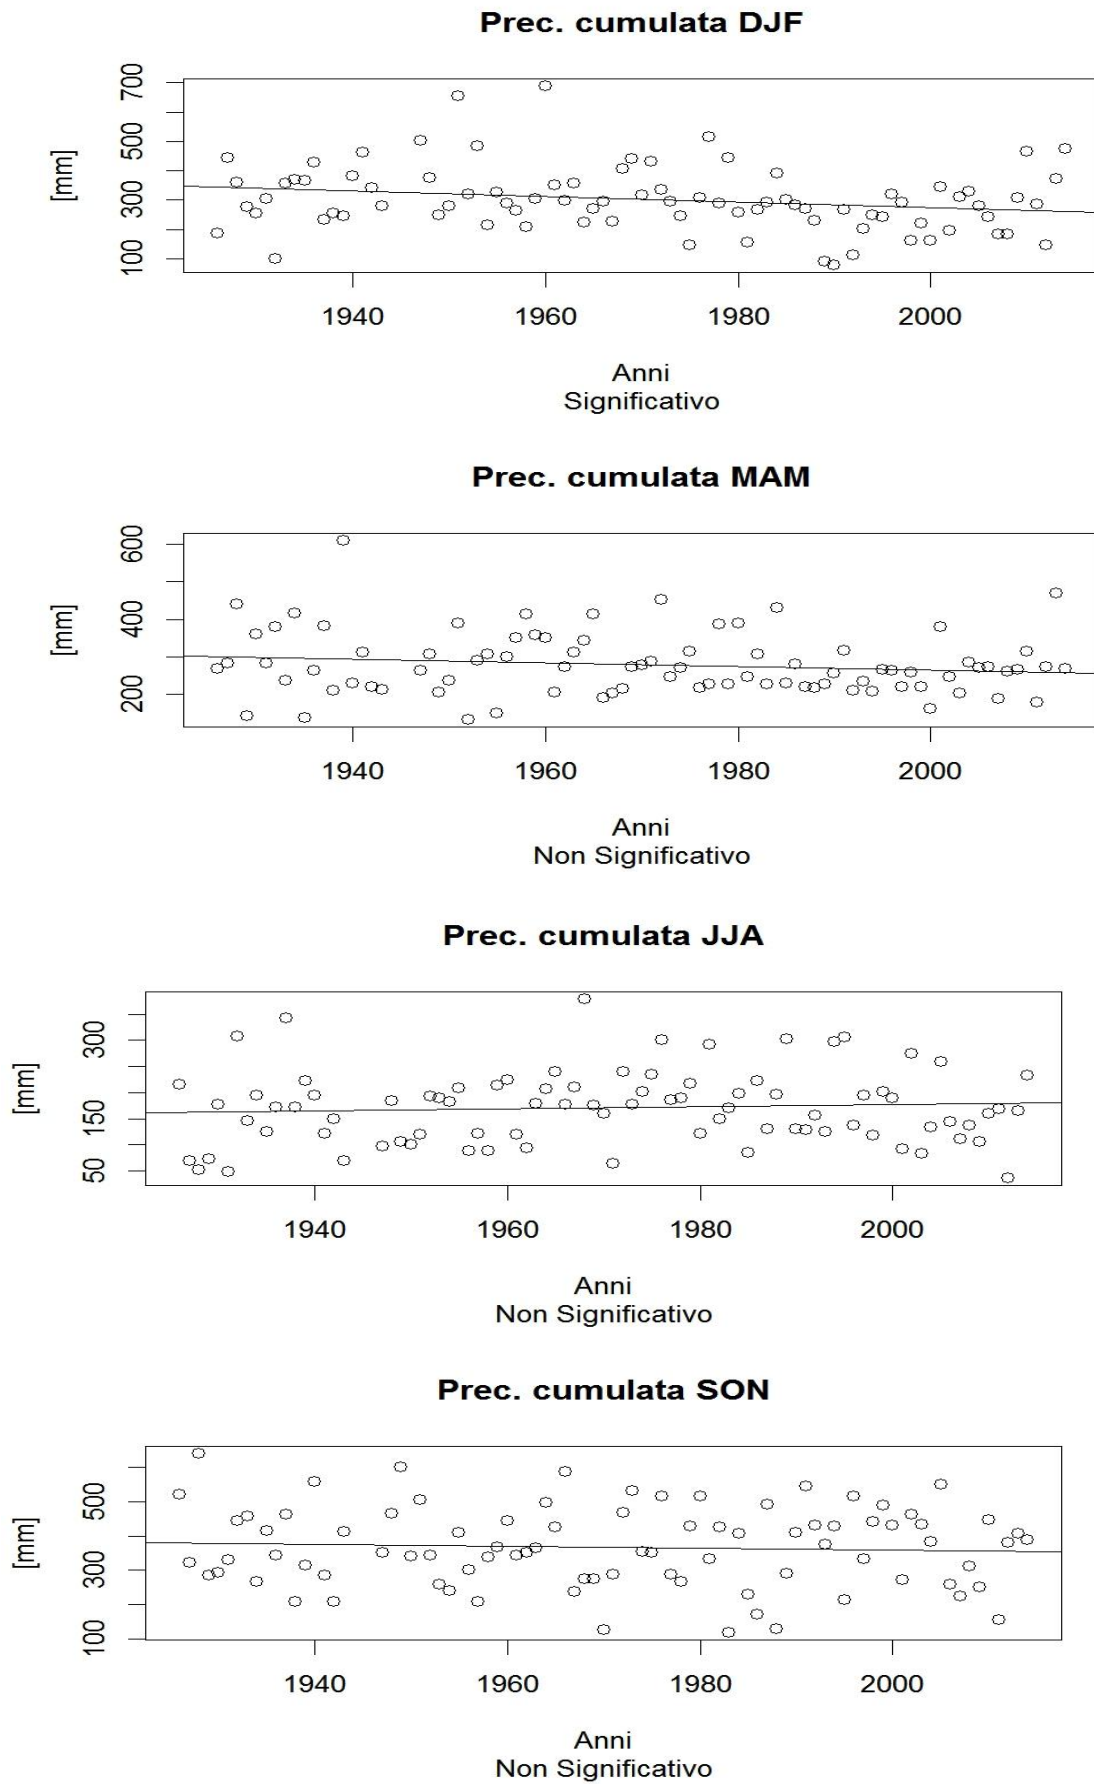 Prec. cumulata DJF
700
500
300
100
[mm]
1940 1960 1980 2000
Anni
Significativo
Prec. cumulata MAM
600
400
200
[mm]
1940 1960 1980 2000
Anni
Non Significativo
Prec. cumulata JJA
300
150
50
[mm]
1940 1960 1980 2000
Anni
Non Significativo
Prec. cumulata SON
500
300
100
[mm]
1940 1960 1980 2000
Anni
Non Significativo